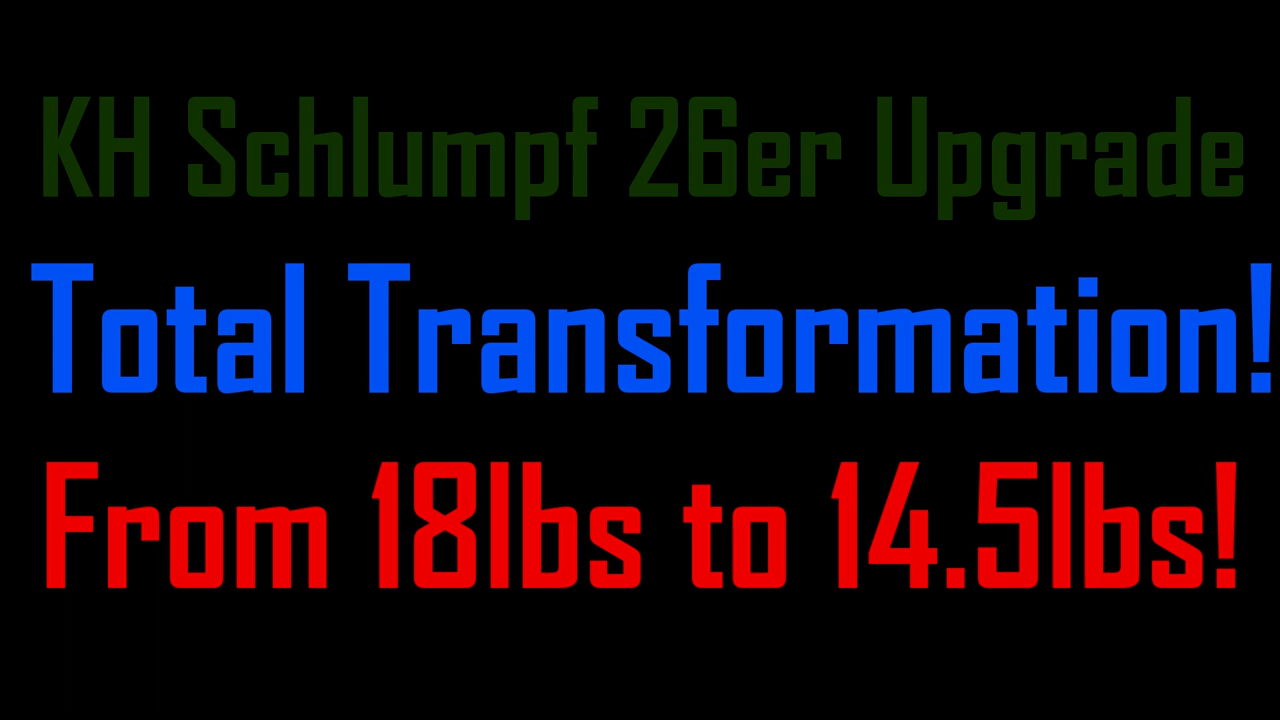 KH Schlumpf 26er Upgrade
Total Transformation!
From 18lbs to 14.5lbs!